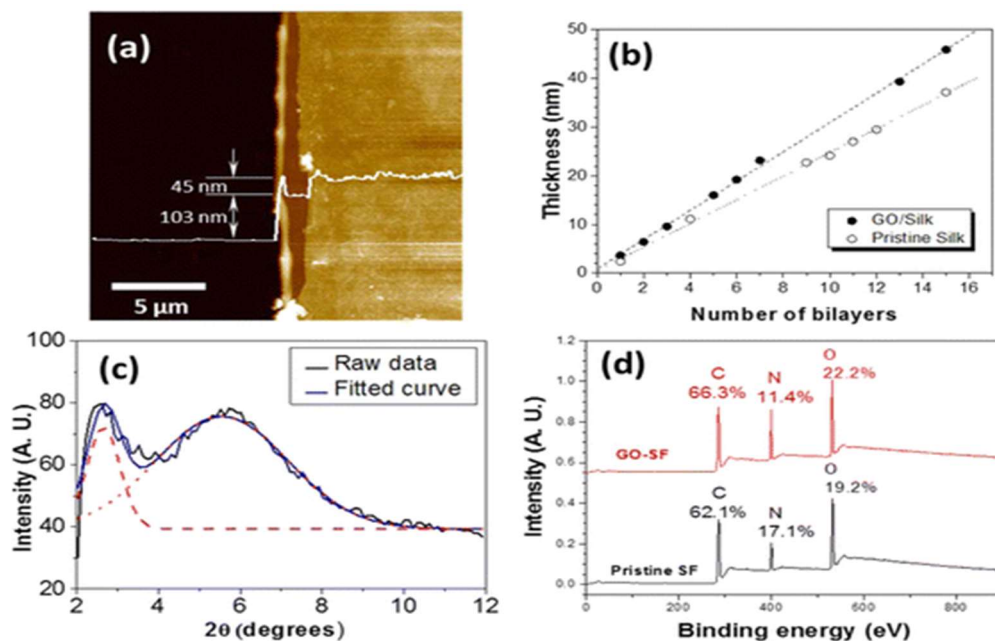 (a)
45 nm
103 nm
5 µm
(b)
Thickness (nm)
50
40
30
20
10
0
0 2 4 6 8 10 12 14 16
Number of bilayers
GO/Silk
Pristine Silk
(c)
Intensity (A. U.)
100
80
60
40
20
2 4 6 8 10 12
2θ (degrees)
Raw data
Fitted curve
(d)
Intensity (A. U.)
1.2
1.0
0.8
0.6
0.4
0.2
0.0
0 200 400 600 800
Binding energy (eV)
C
66.3%
N
11.4%
O
22.2%
GO-SF
C
62.1%
N
17.1%
O
19.2%
Pristine SF